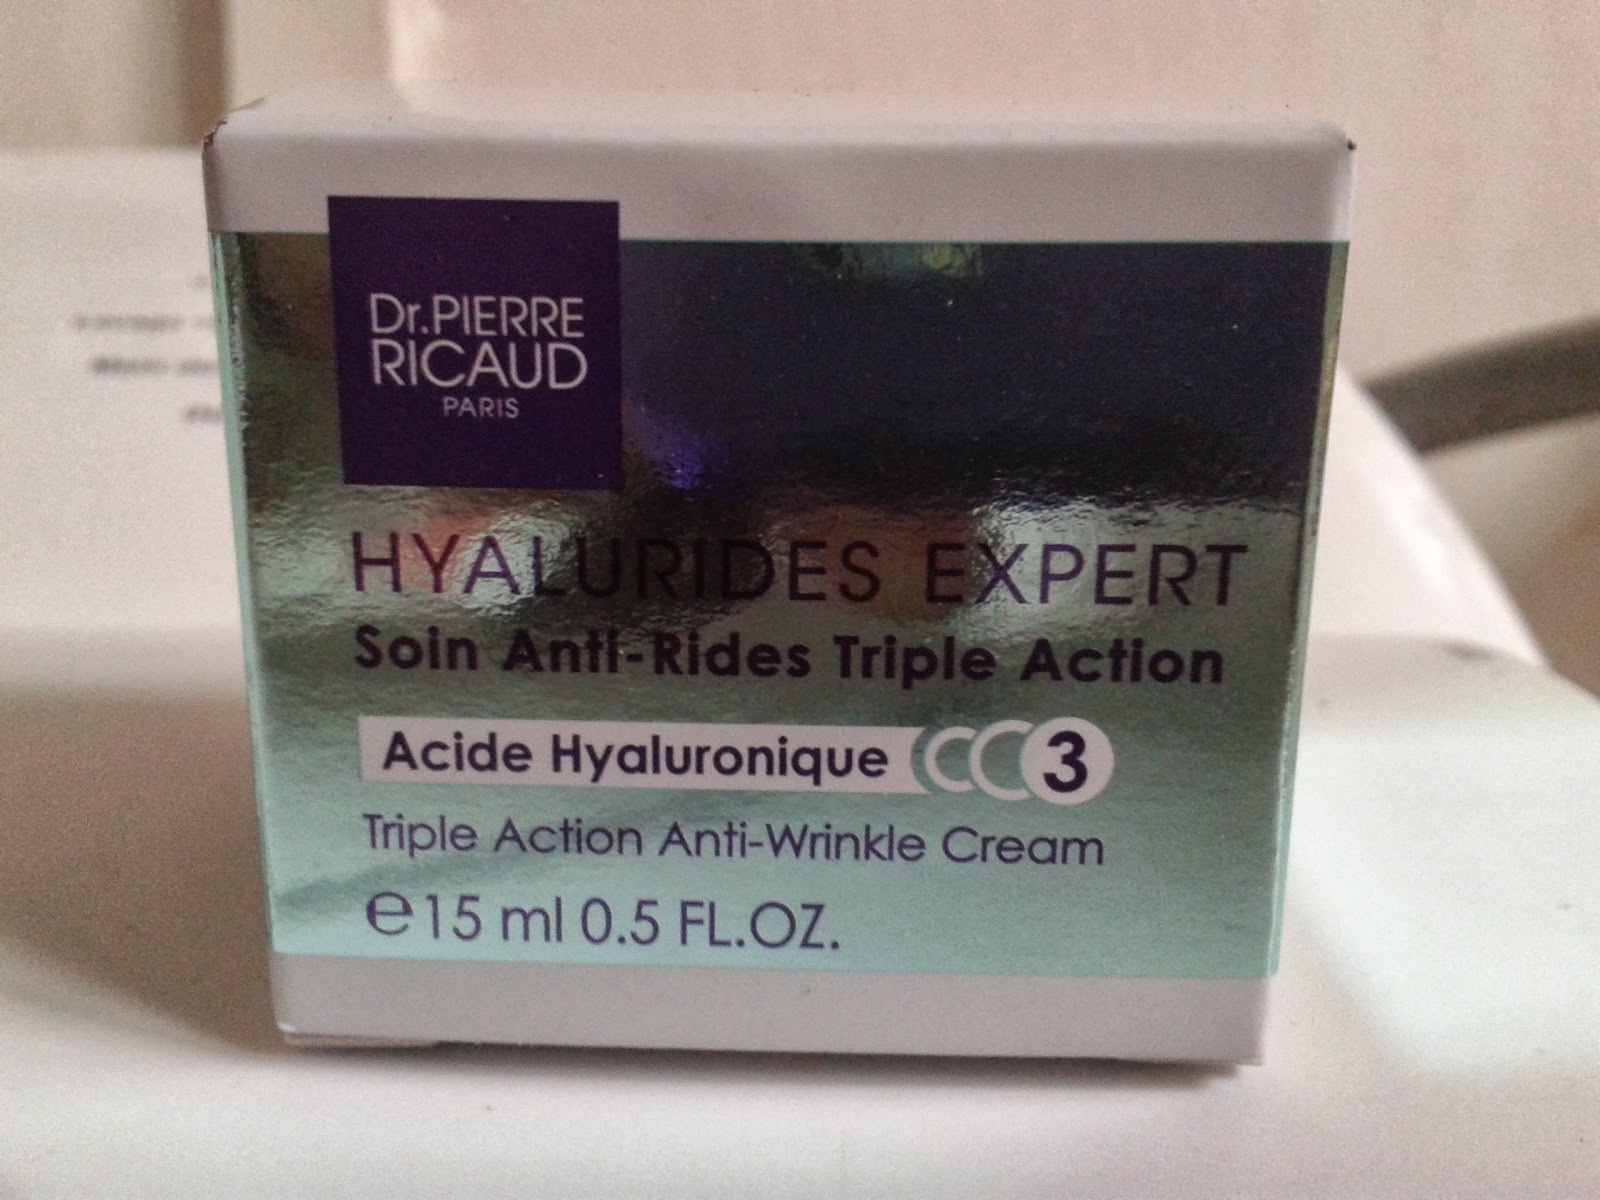 Dr.PIERRE
RICAUD
PARIS
HYALURIDES EXPERT
Soin Anti-Rides Triple Action
Acide Hyaluronique 3
Triple Action Anti-Wrinkle Cream
℮15 ml 0.5 FL.OZ.